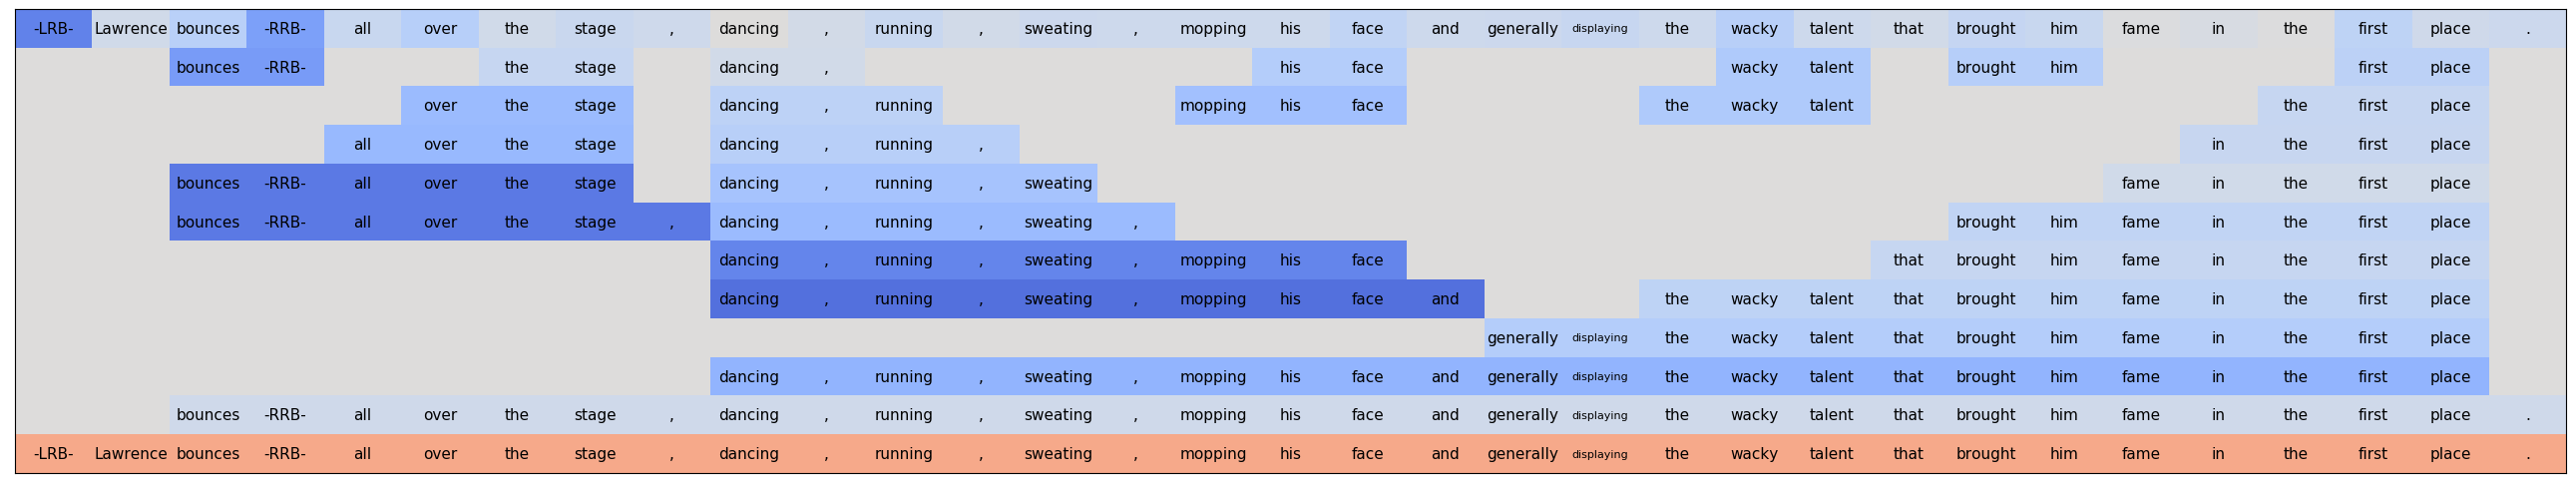 -LRB- Lawrence bounces -RRB- all over the stage , dancing , running , sweating , mopping his face and generally displaying the wacky talent that brought him fame in the first place .
bounces -RRB- the stage dancing , his face wacky talent brought him first place
over the stage dancing , running mopping his face the wacky talent the first place
all over the stage dancing , running , in the first place
bounces -RRB- all over the stage dancing , running , sweating fame in the first place
bounces -RRB- all over the stage , dancing , running , sweating , brought him fame in the first place
dancing , running , sweating , mopping his face that brought him fame in the first place
dancing , running , sweating , mopping his face and the wacky talent that brought him fame in the first place
generally displaying the wacky talent that brought him fame in the first place
dancing , running , sweating , mopping his face and generally displaying the wacky talent that brought him fame in the first place
bounces -RRB- all over the stage , dancing , running , sweating , mopping his face and generally displaying the wacky talent that brought him fame in the first place .
-LRB- Lawrence bounces -RRB- all over the stage , dancing , running , sweating , mopping his face and generally displaying the wacky talent that brought him fame in the first place .